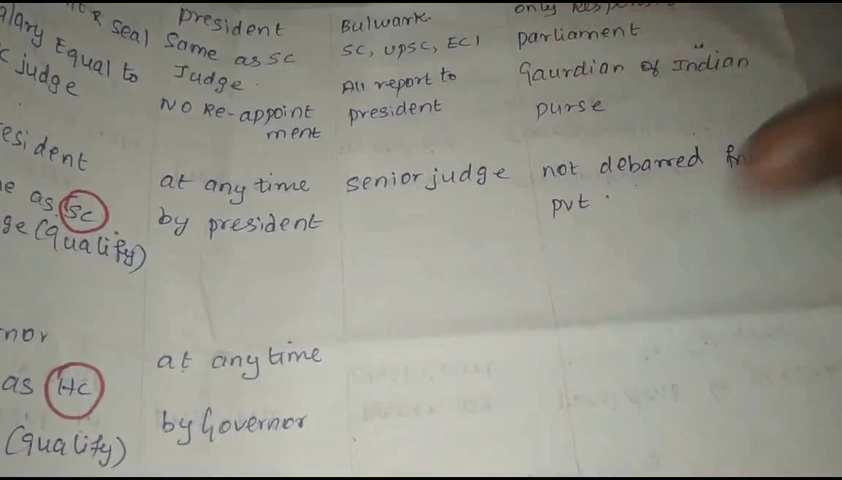 & seal
alary Equal to
judge
president
Same as SC
Judge.
NO Re-appoint
ment
Bulwark.
SC, UPSC, ECI
All report to
president
only
parliament
Gaurdian of Indian
purse
esident
as SC
ge (qualify)
at any time
by president
senior judge
not debarred
pvt.
nor
as HC
(qualify)
at any time
by Governor